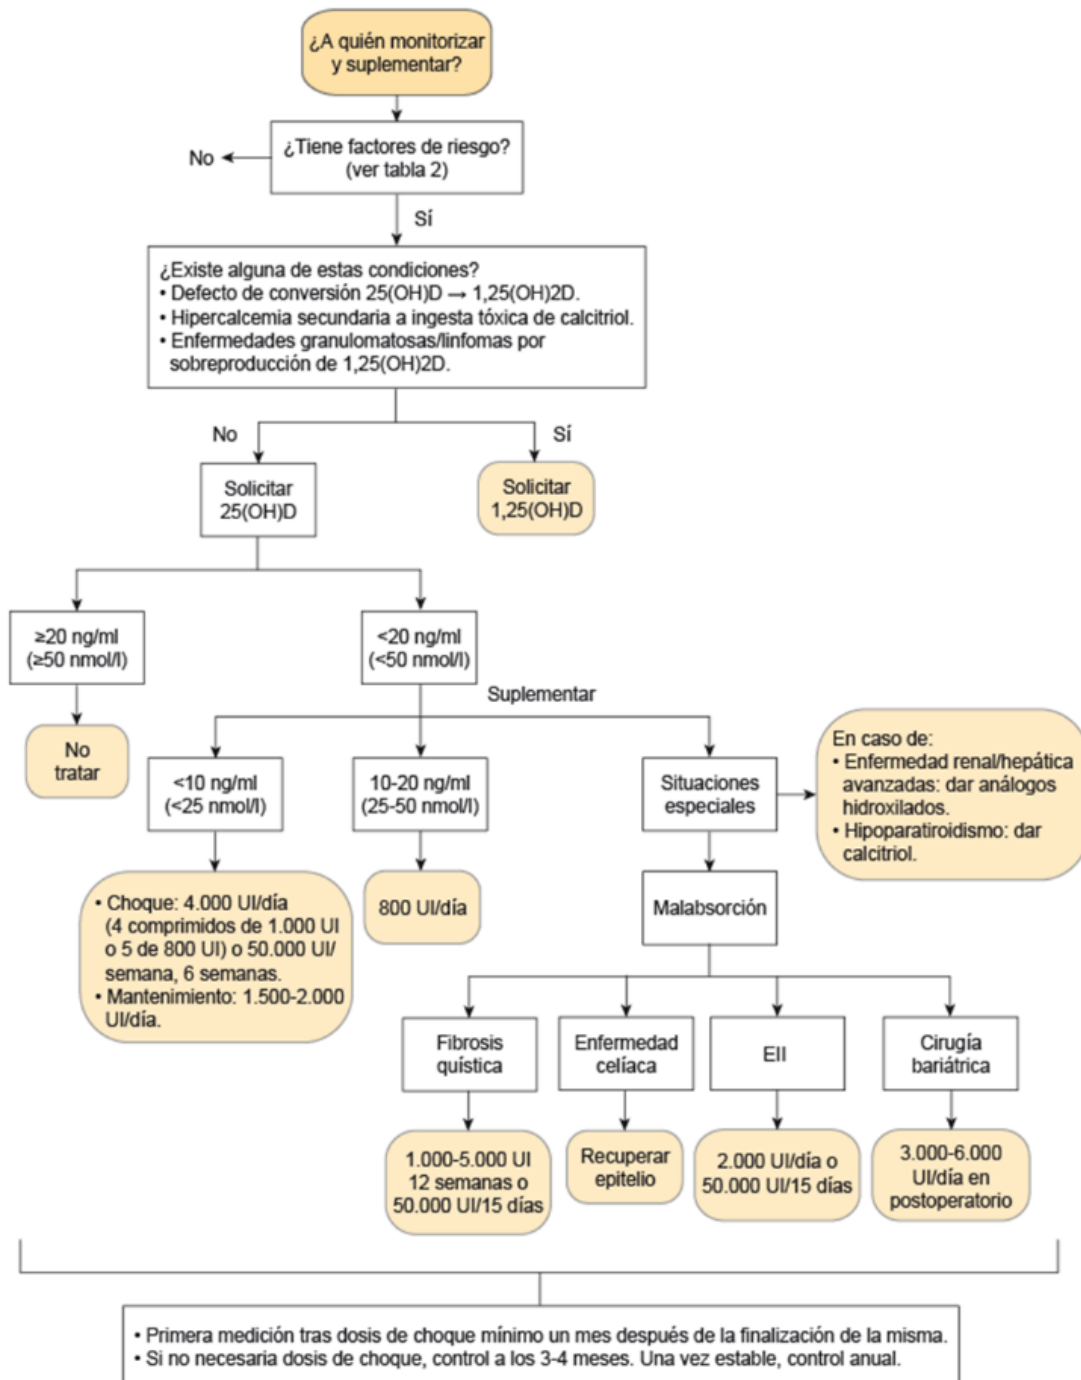 ¿A quién monitorizar
y suplementar?
¿Tiene factores de riesgo?
(ver tabla 2)
No
Sí
¿Existe alguna de estas condiciones?
• Defecto de conversión 25(OH)D → 1,25(OH)2D.
• Hipercalcemia secundaria a ingesta tóxica de calcitriol.
• Enfermedades granulomatosas/linfomas por
sobreproducción de 1,25(OH)2D.
No
Sí
Solicitar
25(OH)D
Solicitar
1,25(OH)D
≥20 ng/ml
(≥50 nmol/l)
<20 ng/ml
(<50 nmol/l)
Suplementar
No
tratar
<10 ng/ml
(<25 nmol/l)
10-20 ng/ml
(25-50 nmol/l)
Situaciones
especiales
En caso de:
• Enfermedad renal/hepática
avanzadas: dar análogos
hidroxilados.
• Hipoparatiroidismo: dar
calcitriol.
• Choque: 4.000 UI/día
(4 comprimidos de 1.000 UI
o 5 de 800 UI) o 50.000 UI/
semana, 6 semanas.
• Mantenimiento: 1.500-2.000
UI/día.
800 UI/día
Malabsorción
Fibrosis
quística
Enfermedad
celíaca
EII
Cirugía
bariátrica
1.000-5.000 UI
12 semanas o
50.000 UI/15 días
Recuperar
epitelio
2.000 UI/día o
50.000 UI/15 días
3.000-6.000
UI/día en
postoperatorio
• Primera medición tras dosis de choque mínimo un mes después de la finalización de la misma.
• Si no necesaria dosis de choque, control a los 3-4 meses. Una vez estable, control anual.